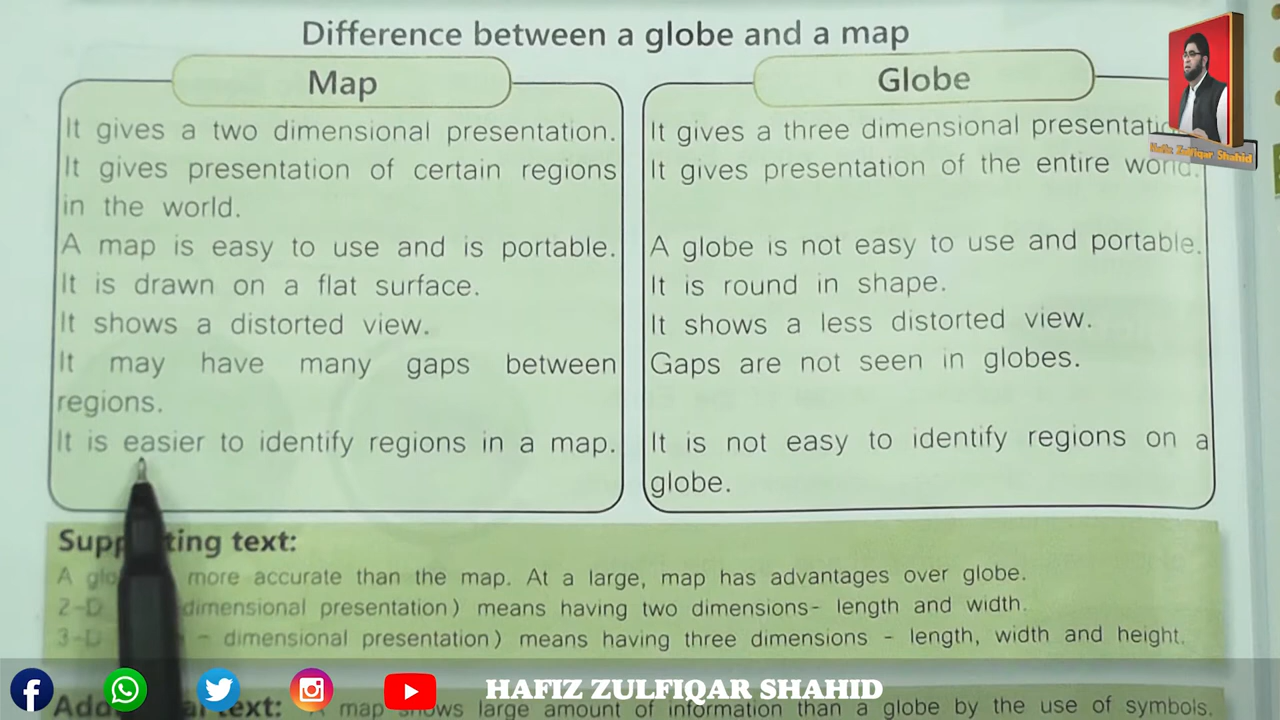 Difference between a globe and a map
Map
It gives a two dimensional presentation.
It gives presentation of certain regions
in the world.
A map is easy to use and is portable.
It is drawn on a flat surface.
It shows a distorted view.
It may have many gaps between
regions.
It is easier to identify regions in a map.
Globe
It gives a three dimensional
It gives presentation of the entire world.
A globe is not easy to use and portable.
It is round in shape.
It shows a less distorted view.
Gaps are not seen in globes.
It is not easy to identify regions on a
globe.
Hafiz Zulfiqar Shahid
Supporting text:
A more accurate than the map. At a large, map has advantages over globe.
2-D dimensional presentation) means having two dimensions- length and width.
3-D - dimensional presentation) means having three dimensions - length, width and height.
text: A map shows large amount of information than a globe by the use of symbols.
HAFIZ ZULFIQAR SHAHID